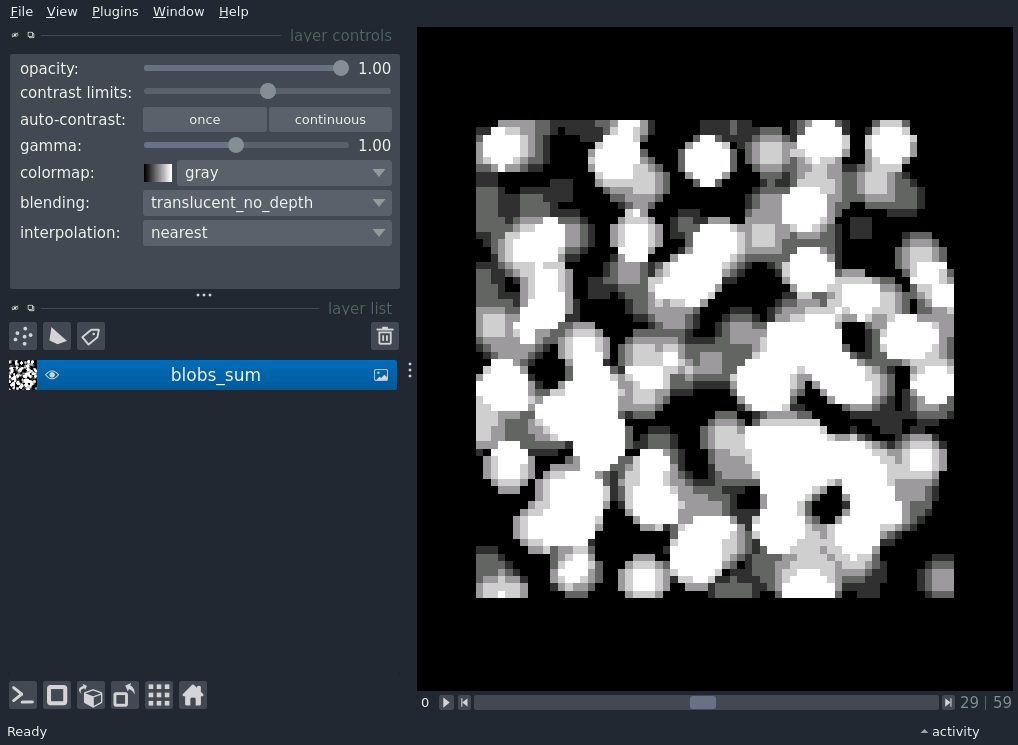 File View Plugins Window Help
layer controls
opacity: 1.00
contrast limits:
auto-contrast: once continuous
gamma: 1.00
colormap: gray
blending: translucent_no_depth
interpolation: nearest
layer list
blobs_sum
0 29 | 59
Ready activity